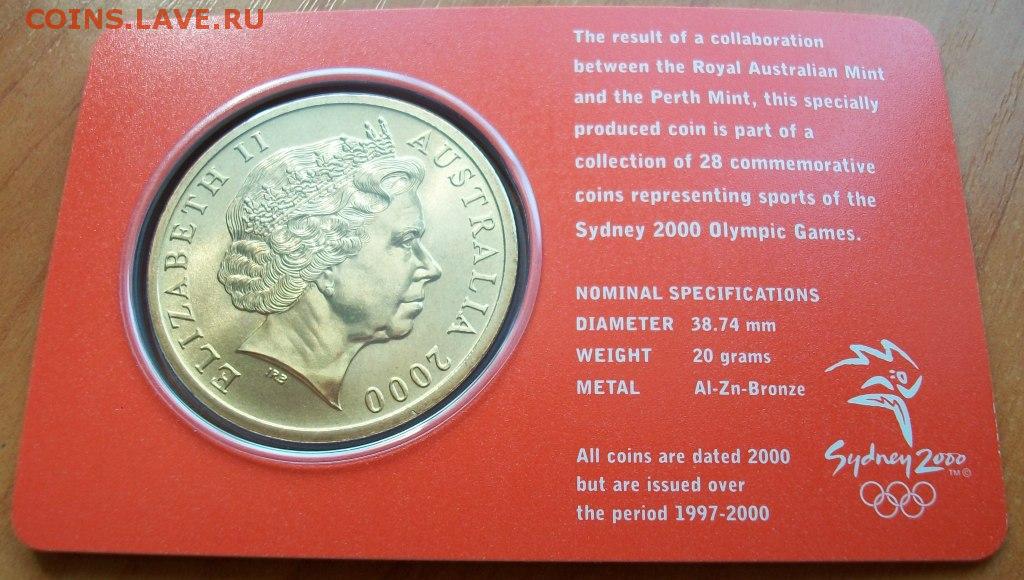 COINS.LAVE.RU
ELIZABETH II
AUSTRALIA 2000
IRB
The result of a collaboration
between the Royal Australian Mint
and the Perth Mint, this specially
produced coin is part of a
collection of 28 commemorative
coins representing sports of the
Sydney 2000 Olympic Games.
NOMINAL SPECIFICATIONS
DIAMETER 38.74 mm
WEIGHT 20 grams
METAL Al-Zn-Bronze
All coins are dated 2000
but are issued over
the period 1997-2000
Sydney 2000
TM©